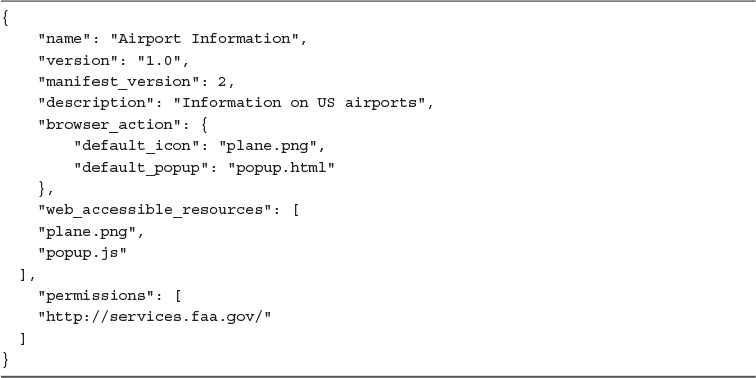 {
    "name": "Airport Information",
    "version": "1.0",
    "manifest_version": 2,
    "description": "Information on US airports",
    "browser_action": {
        "default_icon": "plane.png",
        "default_popup": "popup.html"
    },
    "web_accessible_resources": [
    "plane.png",
    "popup.js"
  ],
    "permissions": [
    "http://services.faa.gov/"
  ]
}